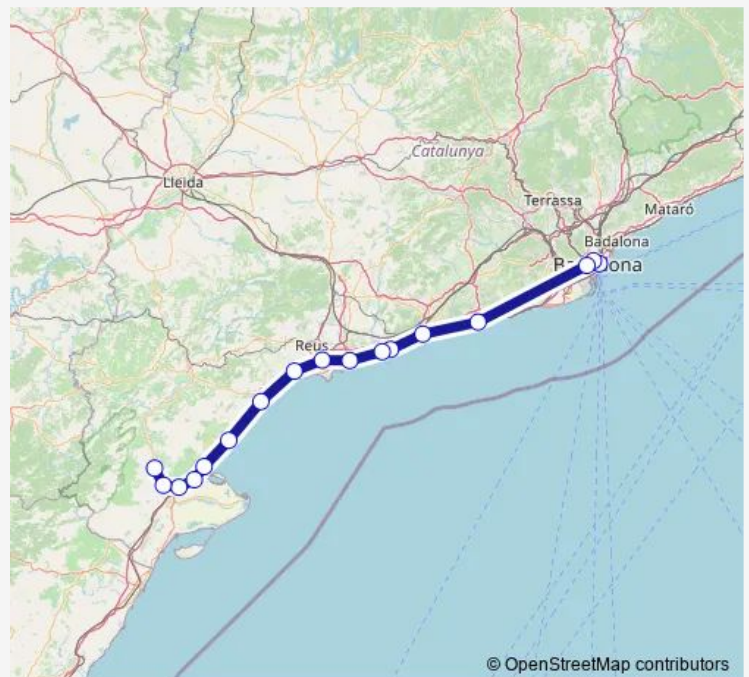 Catalunya
Lleida
Terrassa
Mataró
Badalona
Reus
© OpenStreetMap contributors